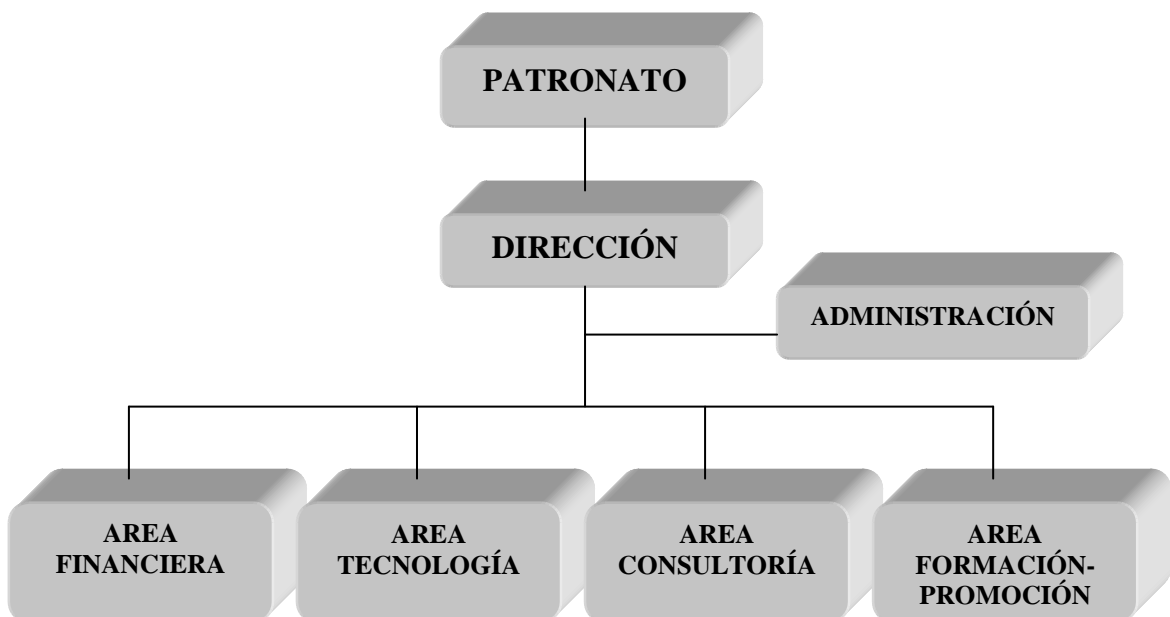 PATRONATO
DIRECCIÓN
ADMINISTRACIÓN
AREA
FINANCIERA
AREA
TECNOLOGÍA
AREA
CONSULTORÍA
AREA
FORMACIÓN-
PROMOCIÓN